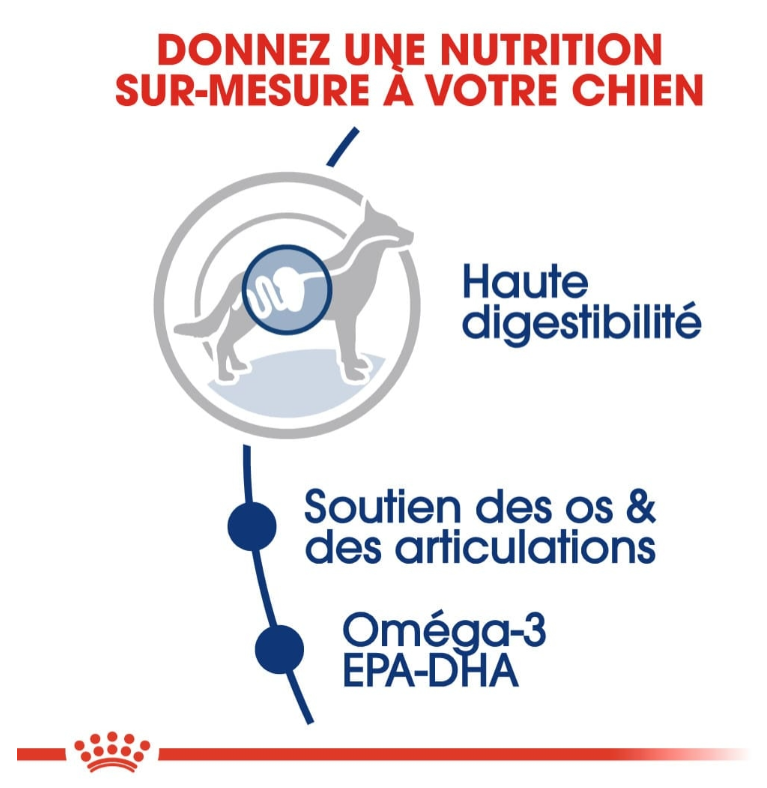 DONNEZ UNE NUTRITION
SUR-MESURE À VOTRE CHIEN
Haute
digestibilité
Soutien des os &
des articulations
Oméga-3
EPA-DHA